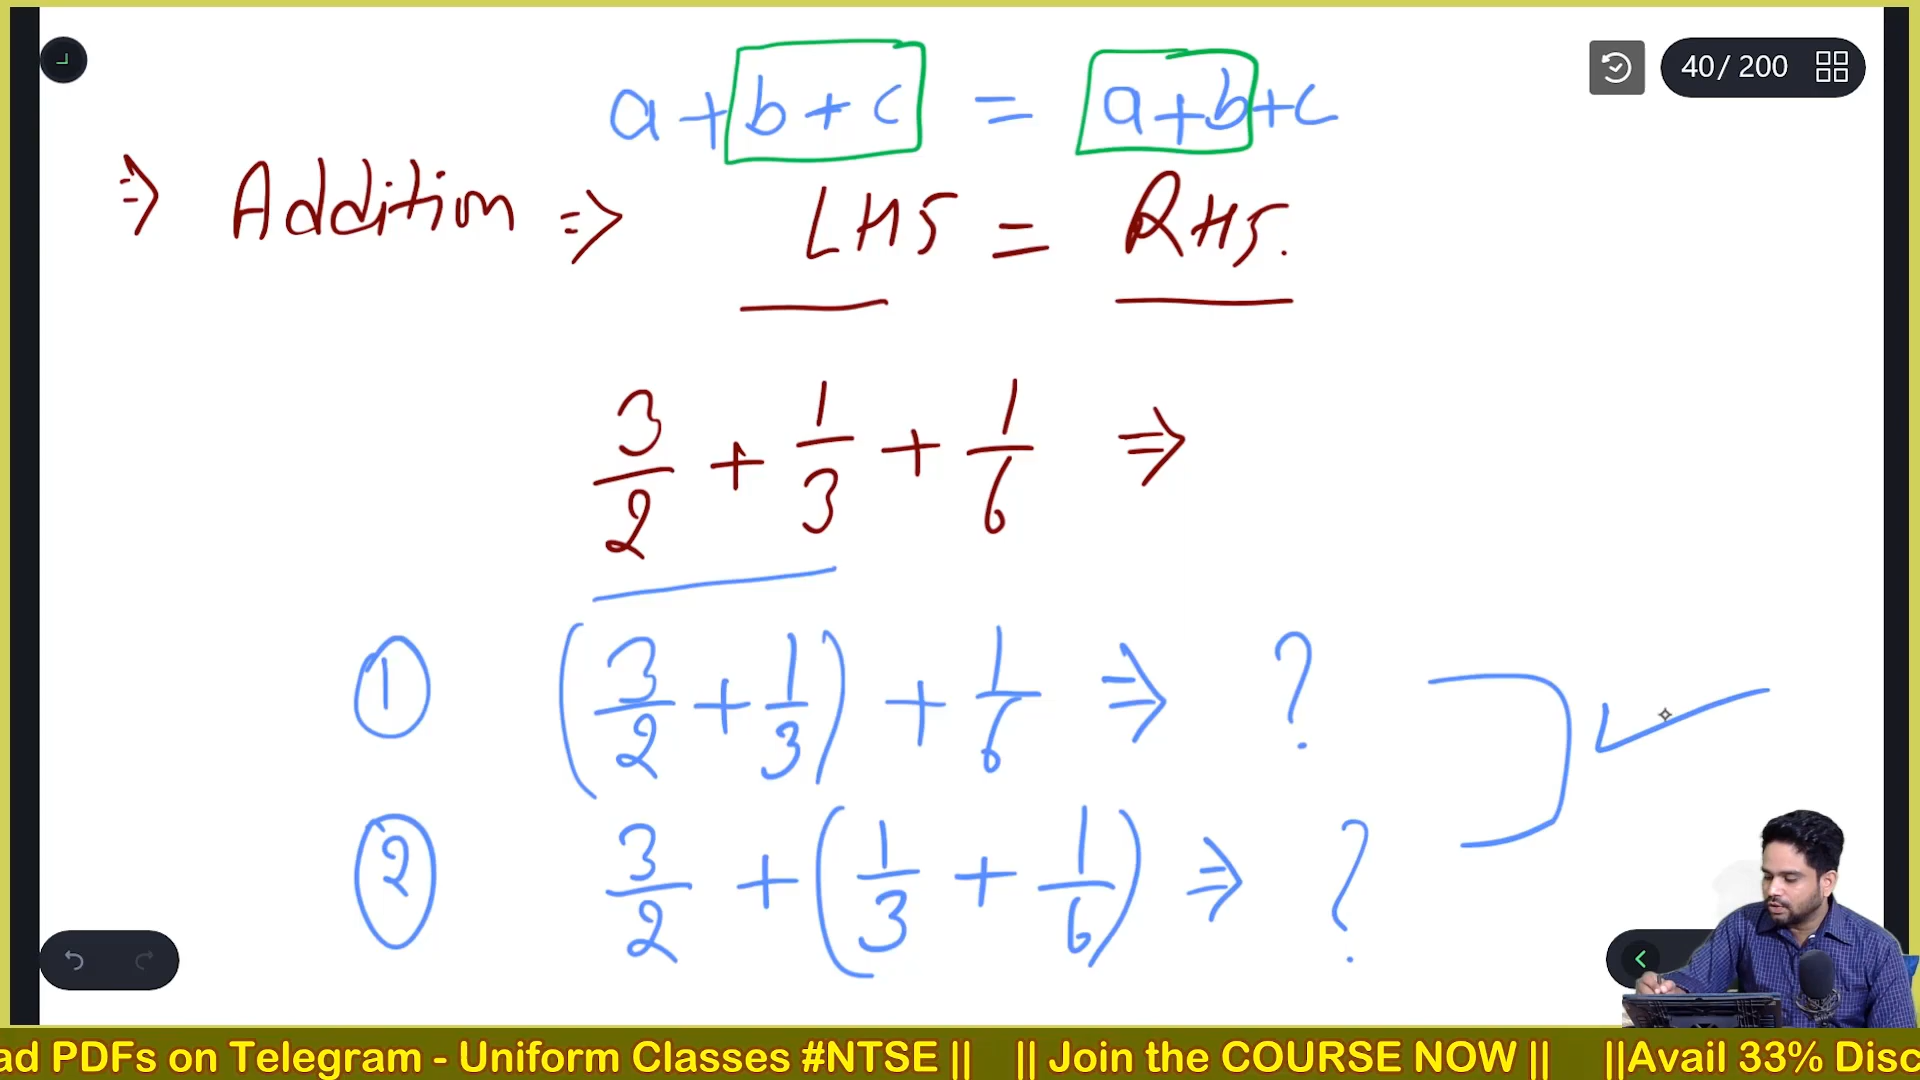 40/ 200
a + b + c = a + b + c
⇒ Addition ⇒ LHS = RHS.
3/2 + 1/3 + 1/6 ⇒
① (3/2 + 1/3) + 1/6 ⇒ ?
② 3/2 + (1/3 + 1/6) ⇒ ?
ad PDFs on Telegram - Uniform Classes #NTSE || || Join the COURSE NOW || ||Avail 33% Disc